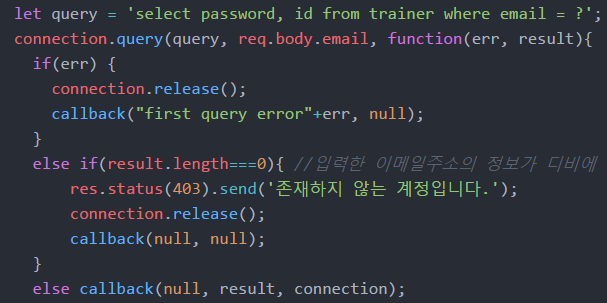 let query = 'select password, id from trainer where email = ?';
connection.query(query, req.body.email, function(err, result){
if(err) {
connection.release();
callback("first query error"+err, null);
}
else if(result.length===0){ //입력한 이메일주소의 정보가 디비에
res.status(403).send('존재하지 않는 계정입니다.');
connection.release();
callback(null, null);
}
else callback(null, result, connection);